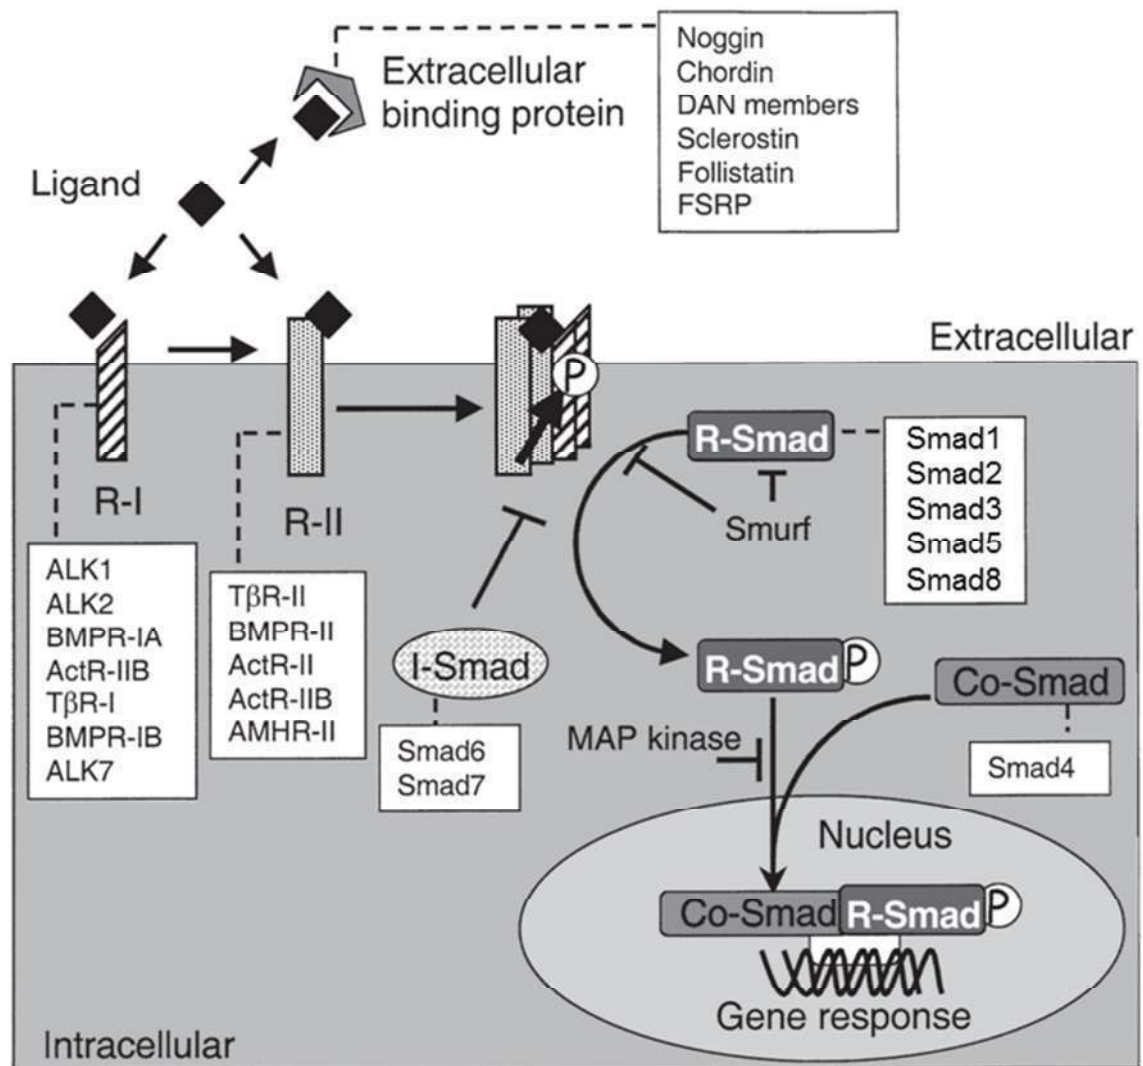 Noggin
Chordin
DAN members
Sclerostin
Follistatin
FSRP
Extracellular
binding protein
Ligand
Extracellular
R-I
R-II
P
R-Smad
Smad1
Smad2
Smad3
Smad5
Smad8
Smurf
ALK1
ALK2
BMPR-IA
ActR-IIB
TβR-I
BMPR-IB
ALK7
TβR-II
BMPR-II
ActR-II
ActR-IIB
AMHR-II
I-Smad
Smad6
Smad7
R-Smad P
Co-Smad
Smad4
MAP kinase
Nucleus
Co-Smad R-Smad P
Gene response
Intracellular